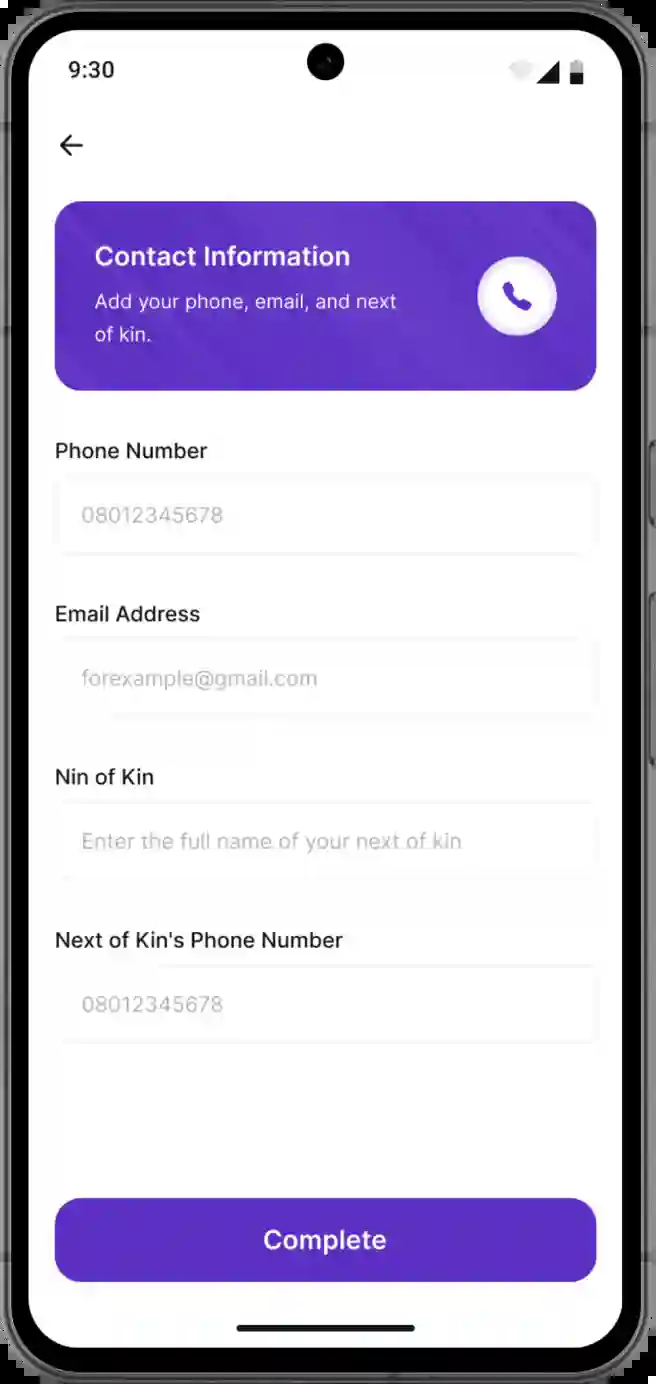 9:30
Contact Information
Add your phone, email, and next
of kin.
Phone Number
08012345678
Email Address
forexample@gmail.com
Nin of Kin
Enter the full name of your next of kin
Next of Kin's Phone Number
08012345678
Complete